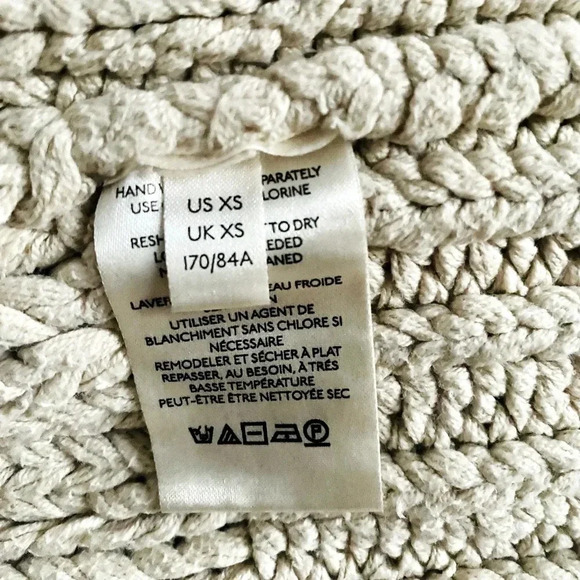 HAND
PARATELY
USE
LORINE
US XS
UK XS
170/84A
RESH
TO DRY
EEDED
ANED
EAU FROIDE
LAVER
UTILISER UN AGENT DE
BLANCHIMENT SANS CHLORE SI
NÉCESSAIRE
REMODELER ET SÉCHER À PLAT
REPASSER, AU BESOIN, À TRÉS
BASSE TEMPÉRATURE
PEUT-ÊTRE ÊTRE NETTOYÉE SEC
P